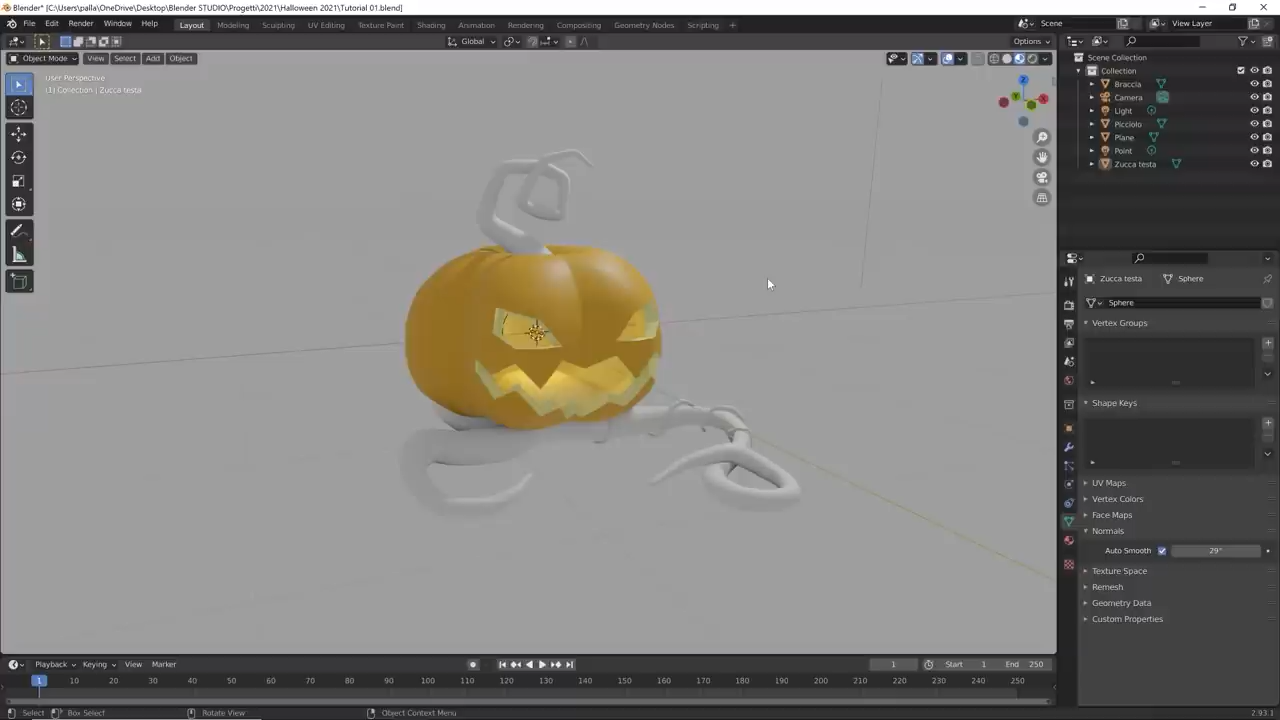 Blender* [C:\Users\palla\OneDrive\Desktop\Blender STUDIO\Progetti\2021\Halloween 2021\Tutorial 01.blend]
File Edit Render Window Help Layout Modeling Sculpting UV Editing Texture Paint Shading Animation Rendering Compositing Geometry Nodes Scripting + Scene View Layer
Global Options
Object Mode View Select Add Object
User Perspective
(1) Collection | Zucca testa
Z
Y
X
Scene Collection
Collection
Braccia
Camera
Light
Picciolo
Plane
Point
Zucca testa
Zucca testa Sphere
Sphere
Vertex Groups
Shape Keys
UV Maps
Vertex Colors
Face Maps
Normals
Auto Smooth 29°
Texture Space
Remesh
Geometry Data
Custom Properties
Playback Keying View Marker 1 Start 1 End 250
1 10 20 30 40 50 60 70 80 90 100 110 120 130 140 150 160 170 180 190 200 210 220 230 240 250
Select Box Select Rotate View Object Context Menu 2.93.1